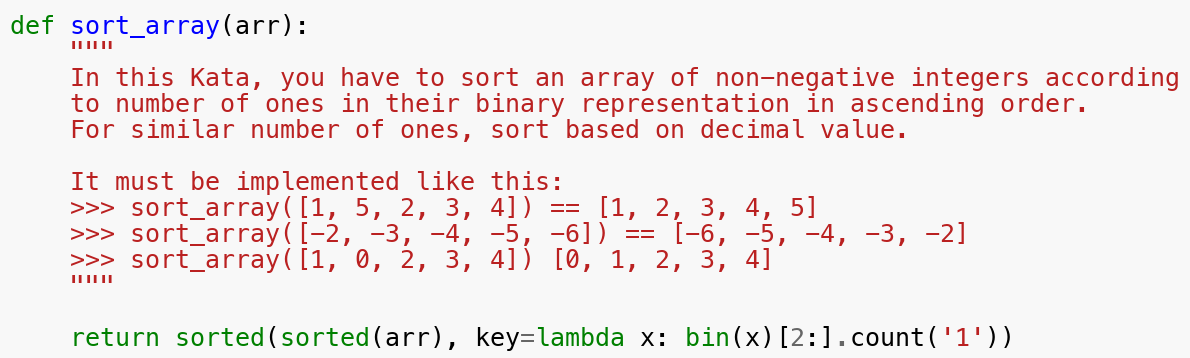 def sort_array(arr):
    """
    In this Kata, you have to sort an array of non-negative integers according
    to number of ones in their binary representation in ascending order.
    For similar number of ones, sort based on decimal value.

    It must be implemented like this:
    >>> sort_array([1, 5, 2, 3, 4]) == [1, 2, 3, 4, 5]
    >>> sort_array([-2, -3, -4, -5, -6]) == [-6, -5, -4, -3, -2]
    >>> sort_array([1, 0, 2, 3, 4]) [0, 1, 2, 3, 4]
    """

    return sorted(sorted(arr), key=lambda x: bin(x)[2:].count('1'))